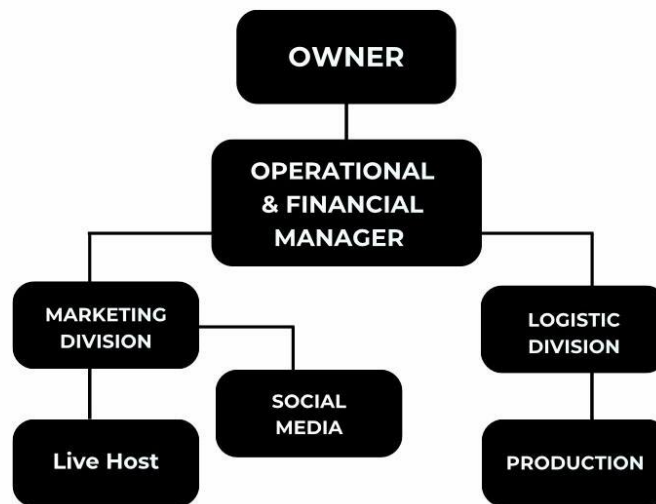 OWNER
OPERATIONAL
& FINANCIAL
MANAGER
MARKETING
DIVISION
LOGISTIC
DIVISION
SOCIAL
MEDIA
Live Host
PRODUCTION